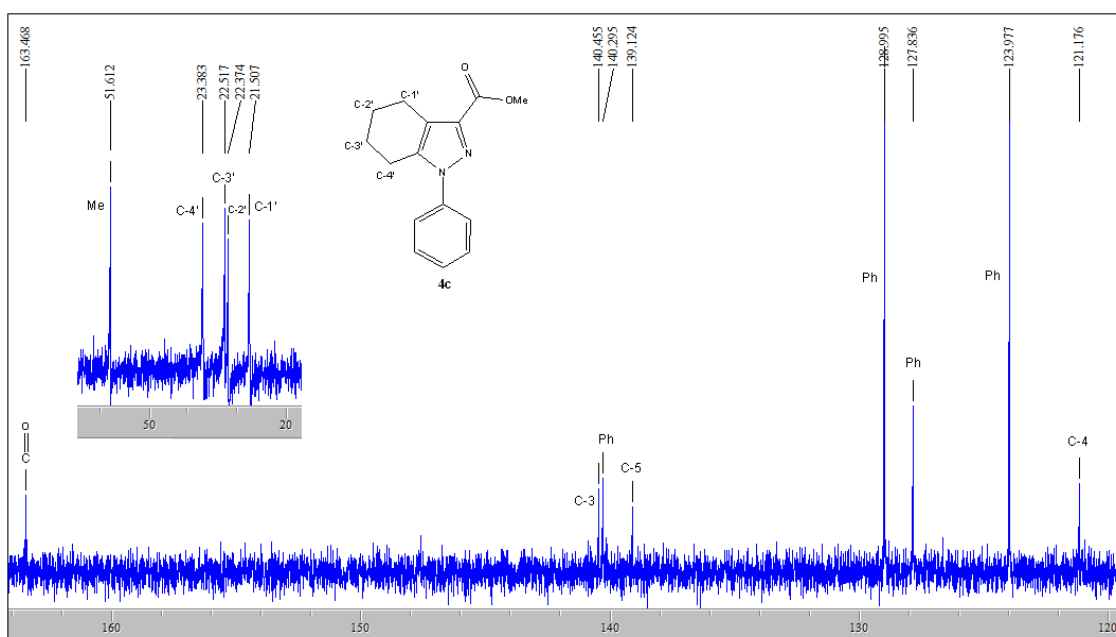 163.468
51.612
23.383
22.517
22.374
21.507
140.455
140.295
139.124
128.995
127.836
123.977
121.176
O
OMe
C-1'
C-2'
C-3'
C-4'
N
N
4c
Me
C-4'
C-3'
C-2'
C-1'
50
20
O
C
C-3
Ph
C-5
Ph
Ph
Ph
C-4
160
150
140
130
120